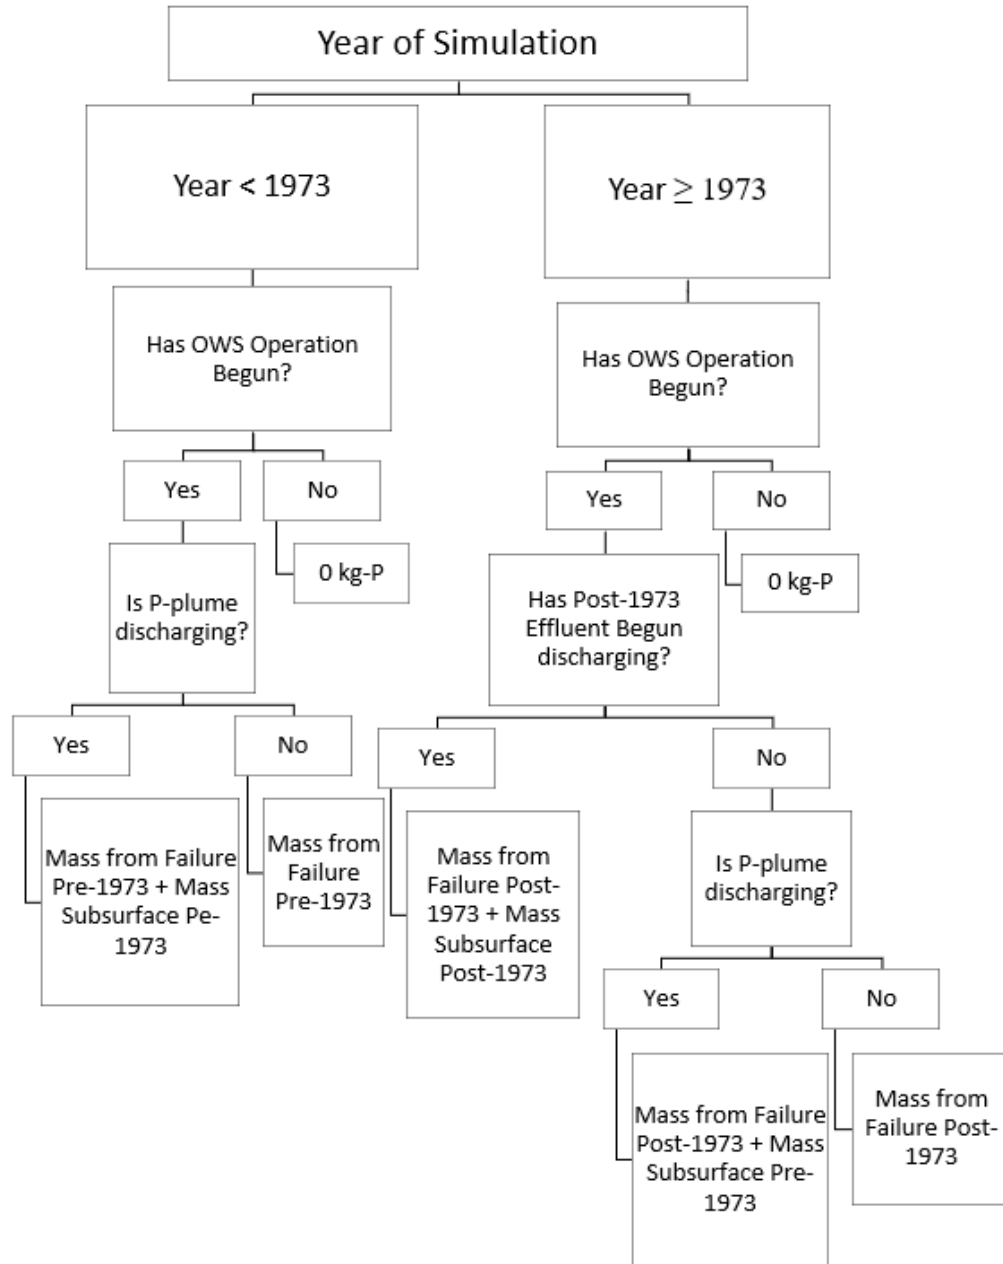 Year of Simulation
Year < 1973
Year ≥ 1973
Has OWS Operation
Begun?
Has OWS Operation
Begun?
Yes
No
Yes
No
0 kg-P
0 kg-P
Is P-plume
discharging?
Has Post-1973
Effluent Begun
discharging?
Yes
No
Yes
No
Mass from Failure
Pre-1973 + Mass
Subsurface Pe-
1973
Mass from
Failure
Pre-1973
Mass from
Failure Post-
1973 + Mass
Subsurface
Post-1973
Is P-plume
discharging?
Yes
No
Mass from Failure
Post-1973 + Mass
Subsurface Pre-
1973
Mass from
Failure Post-
1973